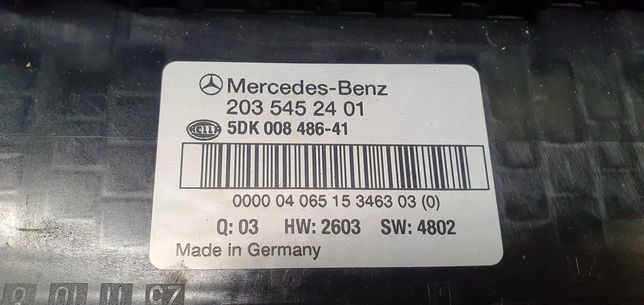 Mercedes-Benz
203 545 24 01
HELLA 5DK 008 486-41
0000 04 065 15 3463 03 (0)
Q: 03 HW: 2603 SW: 4802
Made in Germany